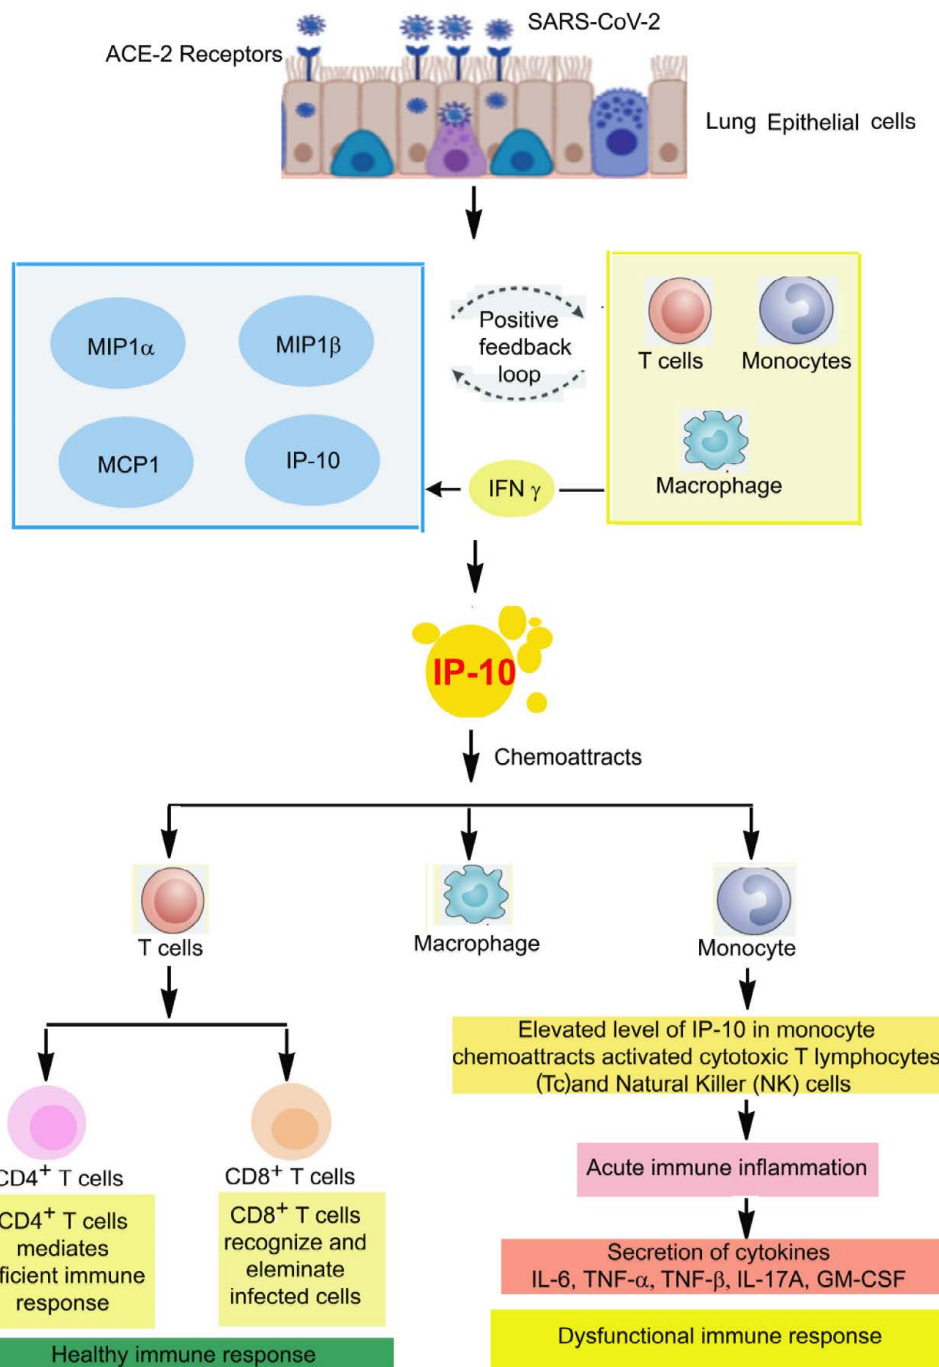 SARS-CoV-2
ACE-2 Receptors
Lung Epithelial cells
MIP1α
MIP1β
MCP1
IP-10
Positive
feedback
loop
T cells
Monocytes
Macrophage
IFN γ
IP-10
Chemoattracts
T cells
Macrophage
Monocyte
Elevated level of IP-10 in monocyte
chemoattracts activated cytotoxic T lymphocytes
(Tc)and Natural Killer (NK) cells
Acute immune inflammation
Secretion of cytokines
IL-6, TNF-α, TNF-β, IL-17A, GM-CSF
Dysfunctional immune response
CD4⁺ T cells
CD8⁺ T cells
CD4⁺ T cells
mediates
immune
response
CD8⁺ T cells
recognize and
eleminate
infected cells
Healthy immune response